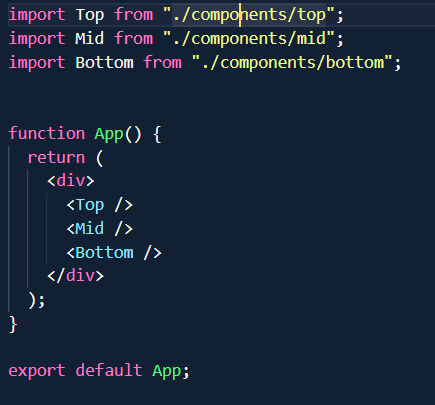 import Top from "./components/top";
import Mid from "./components/mid";
import Bottom from "./components/bottom";
function App() {
  return (
    <div>
      <Top />
      <Mid />
      <Bottom />
    </div>
  );
}
export default App;